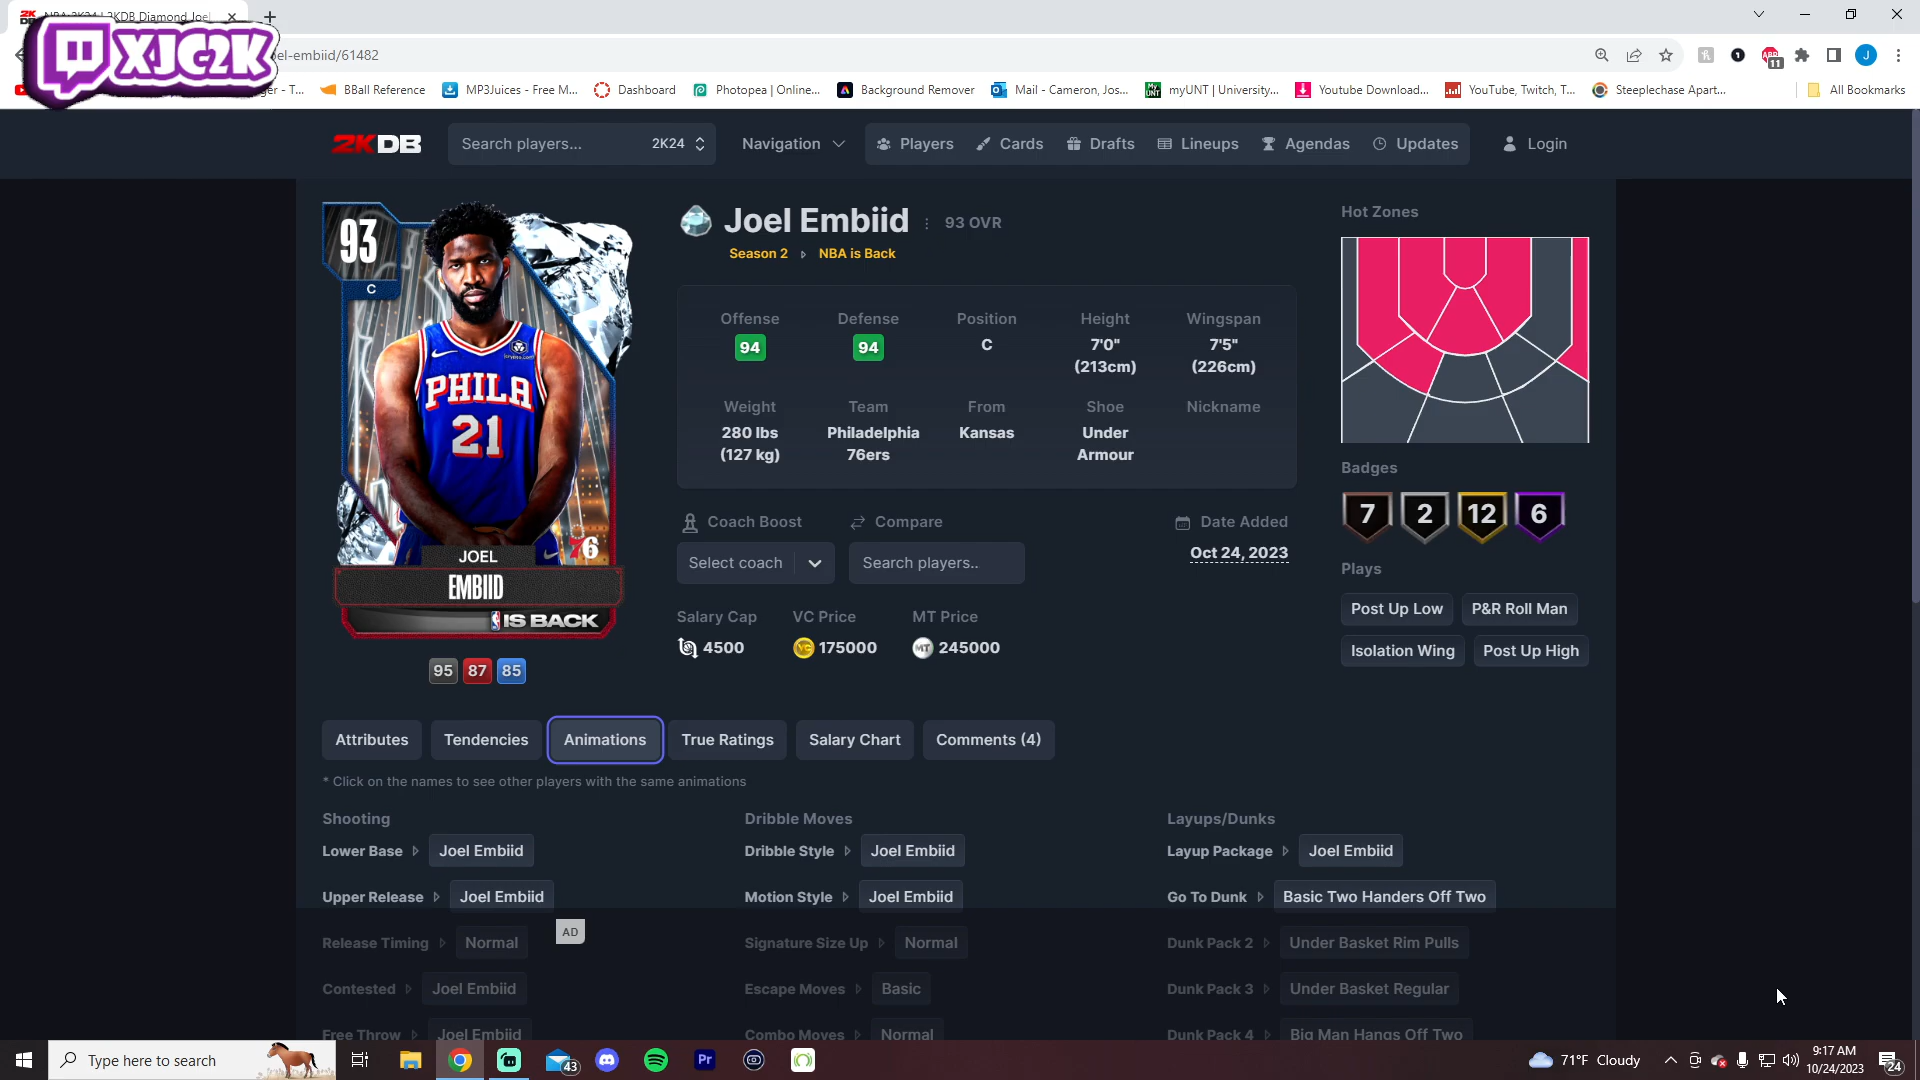 NBA 2K24 | 2KDB Diamond Joel
XJC2K
el-embiid/61482
ABP
11
J
ger - T...
BBall Reference
MP3Juices - Free M...
Dashboard
Photopea | Online...
Background Remover
Mail - Cameron, Jos...
myUNT | University...
Youtube Download...
YouTube, Twitch, T...
Steeplechase Apart...
All Bookmarks
2KDB
Search players...
2K24
Navigation
Players
Cards
Drafts
Lineups
Agendas
Updates
Login
93
C
PHILA
21
76
JOEL
EMBIID
IS BACK
95 87 85
Joel Embiid : 93 OVR
Season 2 NBA is Back
Offense Defense Position Height Wingspan
94 94 C 7'0" 7'5"
(213cm) (226cm)
Weight Team From Shoe Nickname
280 lbs Philadelphia Kansas Under
(127 kg) 76ers Armour
Coach Boost Compare Date Added
Select coach Search players.. Oct 24, 2023
Salary Cap VC Price MT Price
4500 VC 175000 MT 245000
Hot Zones
Badges
7 2 12 6
Plays
Post Up Low P&R Roll Man
Isolation Wing Post Up High
Attributes Tendencies Animations True Ratings Salary Chart Comments (4)
* Click on the names to see other players with the same animations
Shooting Dribble Moves Layups/Dunks
Lower Base Joel Embiid Dribble Style Joel Embiid Layup Package Joel Embiid
Upper Release Joel Embiid Motion Style Joel Embiid Go To Dunk Basic Two Handers Off Two
AD
Release Timing Normal Signature Size Up Normal Dunk Pack 2 Under Basket Rim Pulls
Contested Joel Embiid Escape Moves Basic Dunk Pack 3 Under Basket Regular
Free Throw Joel Embiid Combo Moves Normal Dunk Pack 4 Big Man Hangs Off Two
Type here to search
43
Pr
71°F Cloudy
9:17 AM
10/24/2023
24